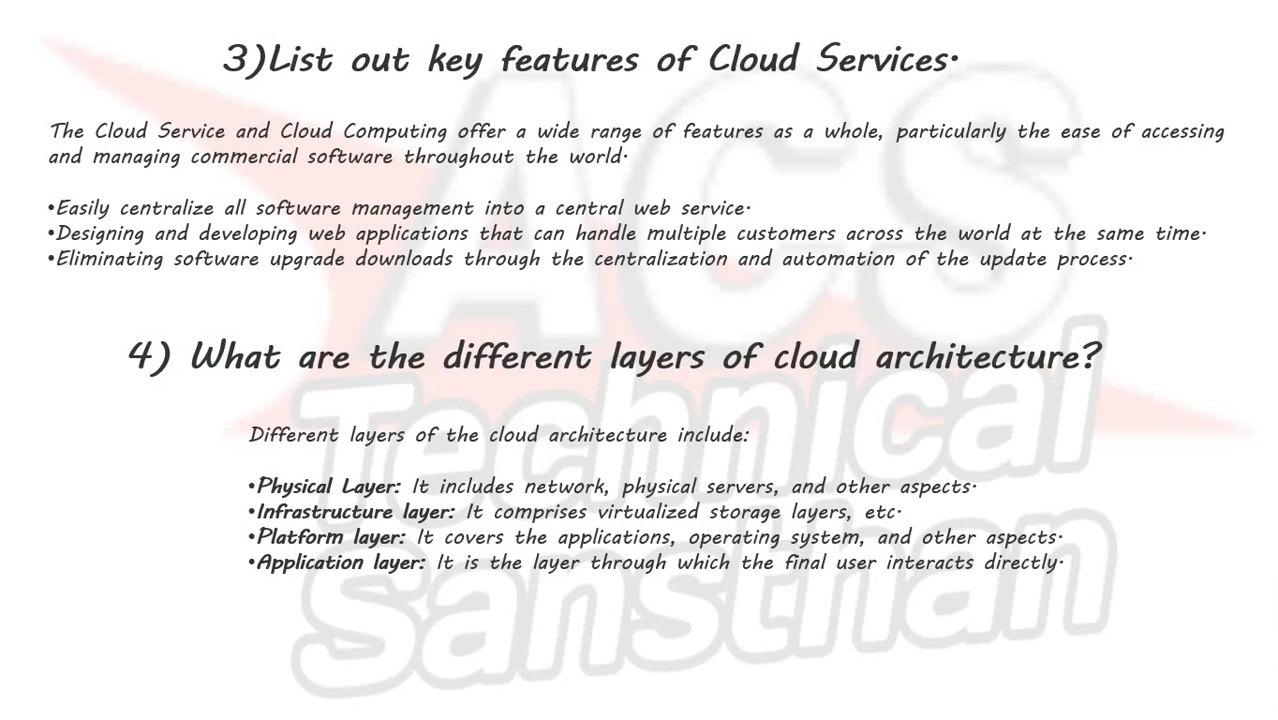 3)List out key features of Cloud Services.
The Cloud Service and Cloud Computing offer a wide range of features as a whole, particularly the ease of accessing
and managing commercial software throughout the world.
•Easily centralize all software management into a central web service.
•Designing and developing web applications that can handle multiple customers across the world at the same time.
•Eliminating software upgrade downloads through the centralization and automation of the update process.
4) What are the different layers of cloud architecture?
Different layers of the cloud architecture include:
•Physical Layer: It includes network, physical servers, and other aspects.
•Infrastructure layer: It comprises virtualized storage layers, etc.
•Platform layer: It covers the applications, operating system, and other aspects.
•Application layer: It is the layer through which the final user interacts directly.
ACS
Technical
Sansthan